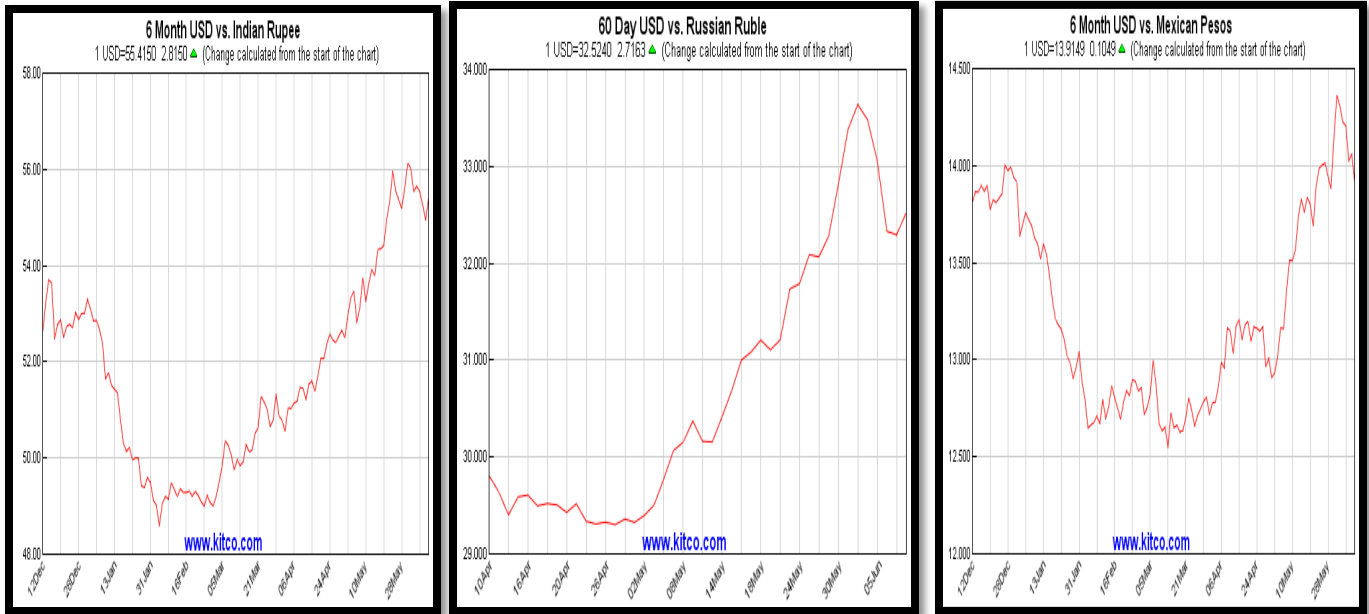 6 Month USD vs. Indian Rupee
1 USD=55.4150 2.8150 (Change calculated from the start of the chart)
58.00
56.00
54.00
52.00
50.00
48.00
www.kitco.com
12Dec
28Dec
13Jan
31Jan
16Feb
05Mar
21Mar
06Apr
24Apr
10May
28May
60 Day USD vs. Russian Ruble
1 USD=32.5240 2.7163 (Change calculated from the start of the chart)
34.000
33.000
32.000
31.000
30.000
29.000
www.kitco.com
10Apr
16Apr
20Apr
26Apr
02May
08May
14May
18May
24May
30May
05Jun
6 Month USD vs. Mexican Pesos
1 USD=13.9149 0.1049 (Change calculated from the start of the chart)
14.500
14.000
13.500
13.000
12.500
12.000
www.kitco.com
12Dec
28Dec
13Jan
31Jan
16Feb
05Mar
21Mar
06Apr
24Apr
10May
28May